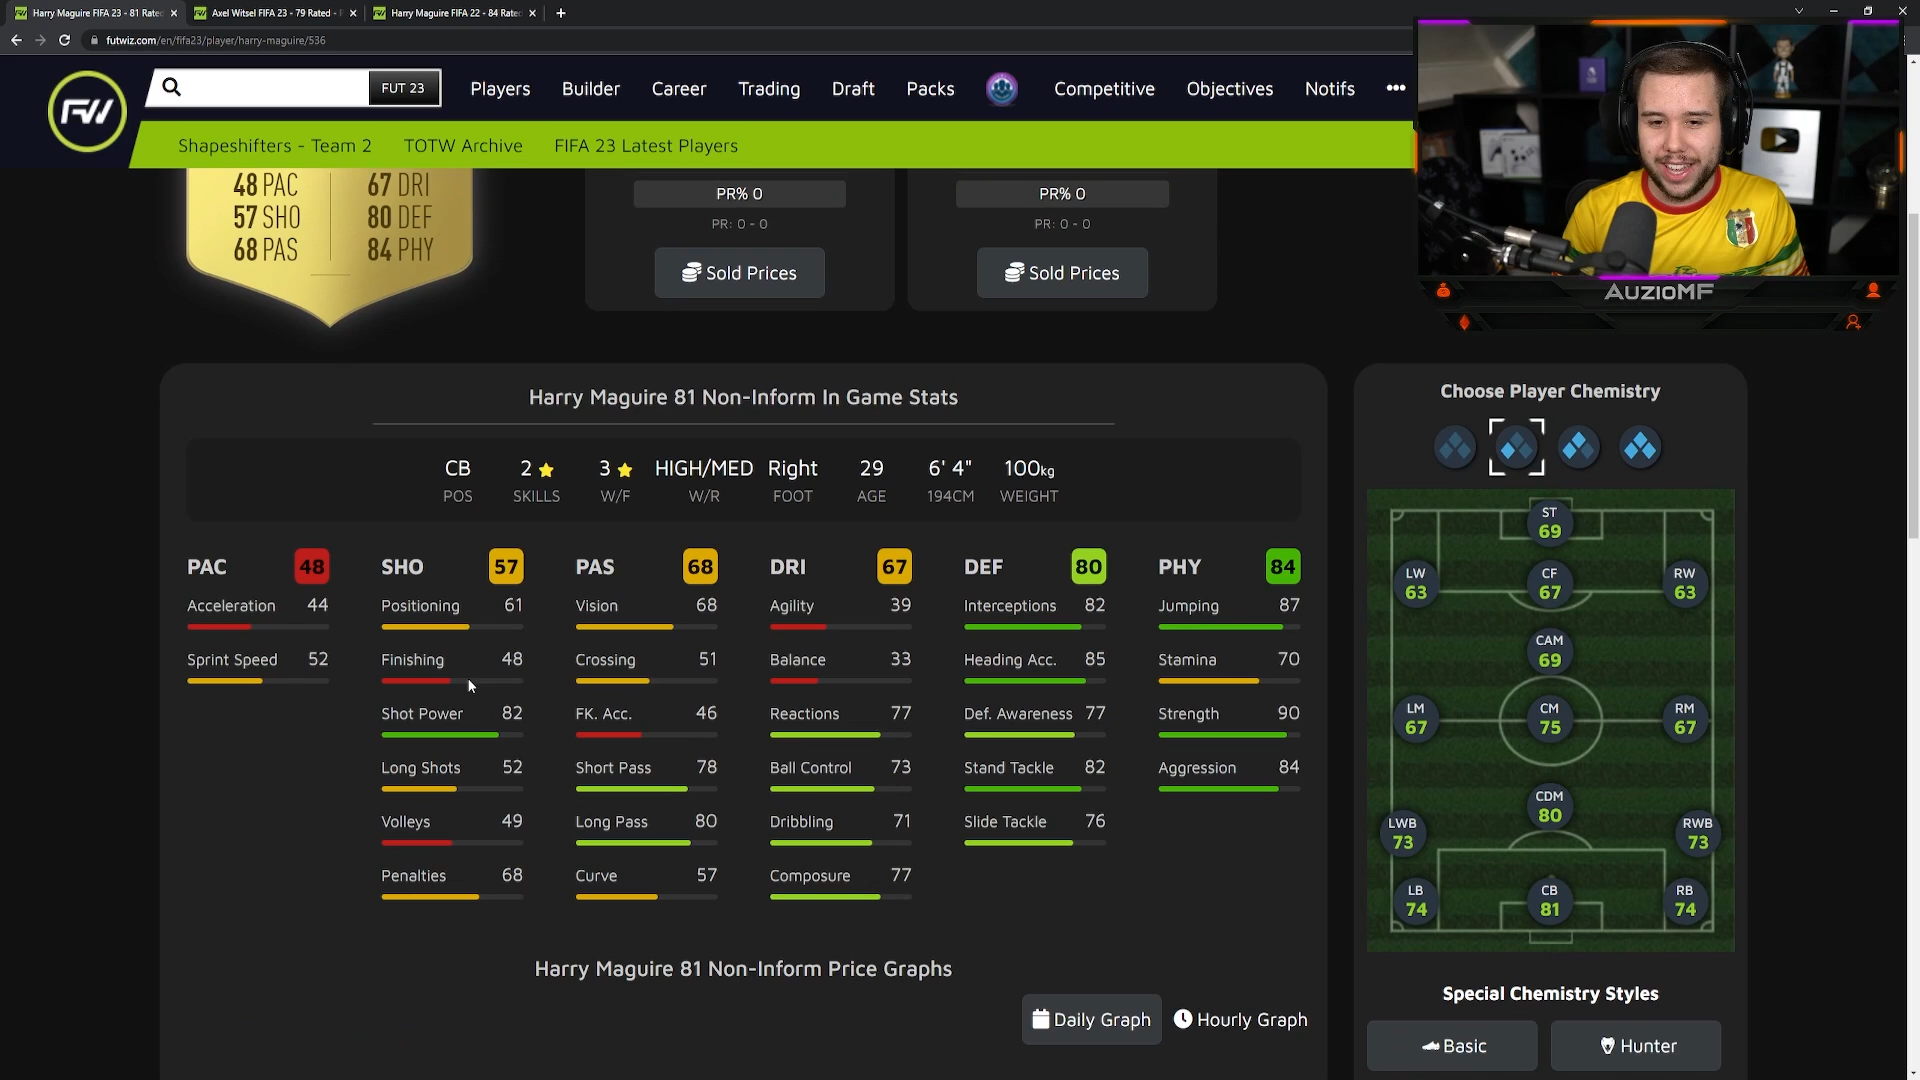 Harry Maguire FIFA 23 - 81 Rated
Axel Witsel FIFA 23 - 79 Rated - F
Harry Maguire FIFA 22 - 84 Rated
futwiz.com/en/fifa23/player/harry-maguire/536
FW
FUT 23
Players
Builder
Career
Trading
Draft
Packs
Competitive
Objectives
Notifs
•••
Shapeshifters - Team 2
TOTW Archive
FIFA 23 Latest Players
48 PAC 67 DRI
57 SHO 80 DEF
68 PAS 84 PHY
PR% 0
PR: 0 - 0
Sold Prices
PR% 0
PR: 0 - 0
Sold Prices
AUZIOMF
Harry Maguire 81 Non-Inform In Game Stats
CB 2 3 HIGH/MED Right 29 6' 4" 100kg
POS SKILLS W/F W/R FOOT AGE 194CM WEIGHT
PAC 48
Acceleration 44
Sprint Speed 52
SHO 57
Positioning 61
Finishing 48
Shot Power 82
Long Shots 52
Volleys 49
Penalties 68
PAS 68
Vision 68
Crossing 51
FK. Acc. 46
Short Pass 78
Long Pass 80
Curve 57
DRI 67
Agility 39
Balance 33
Reactions 77
Ball Control 73
Dribbling 71
Composure 77
DEF 80
Interceptions 82
Heading Acc. 85
Def. Awareness 77
Stand Tackle 82
Slide Tackle 76
PHY 84
Jumping 87
Stamina 70
Strength 90
Aggression 84
Choose Player Chemistry
ST
69
LW
63
CF
67
RW
63
CAM
69
LM
67
CM
75
RM
67
CDM
80
LWB
73
RWB
73
LB
74
CB
81
RB
74
Harry Maguire 81 Non-Inform Price Graphs
Daily Graph
Hourly Graph
Special Chemistry Styles
Basic
Hunter